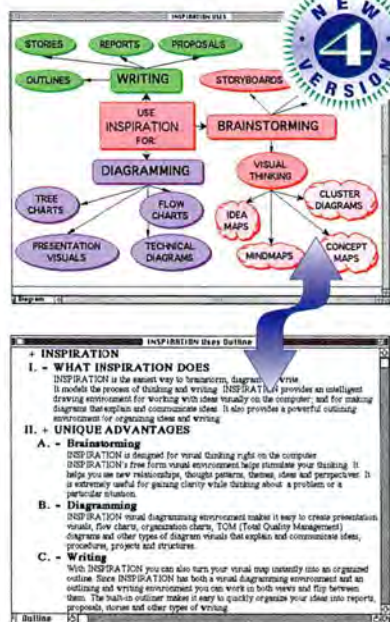 INSPIRATION USES
NEW
4
VERSION
STORIES
REPORTS
PROPOSALS
OUTLINES
WRITING
STORYBOARDS
USE
INSPIRATION
FOR:
BRAINSTORMING
DIAGRAMMING
VISUAL
THINKING
TREE
CHARTS
FLOW
CHARTS
PRESENTATION
VISUALS
TECHNICAL
DIAGRAMS
IDEA
MAPS
CLUSTER
DIAGRAMS
MINDMAPS
CONCEPT
MAPS
Diagram
INSPIRATION Uses Outline
+ INSPIRATION
I. - WHAT INSPIRATION DOES
INSPIRATION is the easiest way to brainstorm, diagram write.
It models the process of thinking and writing. INSPIRATION provides an intelligent
drawing environment for working with ideas visually on the computer, and for making
diagrams that explain and communicate ideas. It also provides a powerful outlining
environment for organizing ideas and writing.
II. + UNIQUE ADVANTAGES
A. - Brainstorming
INSPIRATION is designed for visual thinking right on the computer.
INSPIRATION's free form visual environment helps stimulate your thinking. It
helps you see new relationships, thought patterns, themes, ideas and perspectives. It
is extremely useful for gaining clarity while thinking about a problem or a
particular situation.
B. - Diagramming
INSPIRATION visual diagramming environment makes it easy to create presentation
visuals, flow charts, organization charts, TQM (Total Quality Management)
diagrams and other types of diagram visuals that explain and communicate ideas,
procedures, projects and structures.
C. - Writing
With INSPIRATION you can also turn your visual map instantly into an organized
outline. Since INSPIRATION has both a visual diagramming environment and an
outlining and writing environment you can work in both views and flip between
them. The built-in outliner makes it easy to quickly organize your ideas into reports,
proposals, stories and other types of writing.
Outline